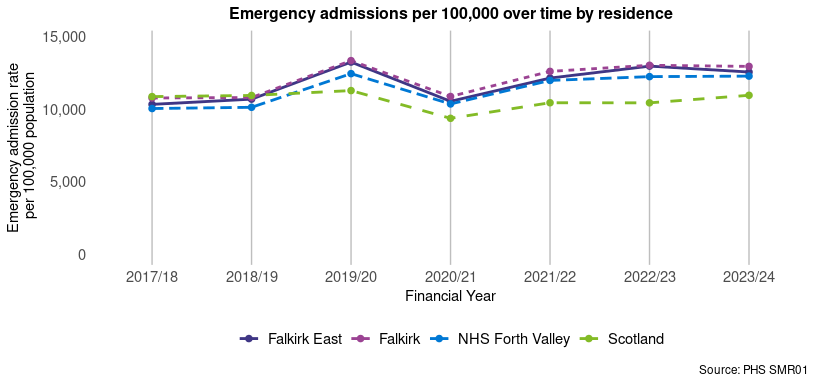 Emergency admissions per 100,000 over time by residence
15,000
10,000
5,000
0
Emergency admission rate
per 100,000 population
2017/18 2018/19 2019/20 2020/21 2021/22 2022/23 2023/24
Financial Year
Falkirk East Falkirk NHS Forth Valley Scotland
Source: PHS SMR01